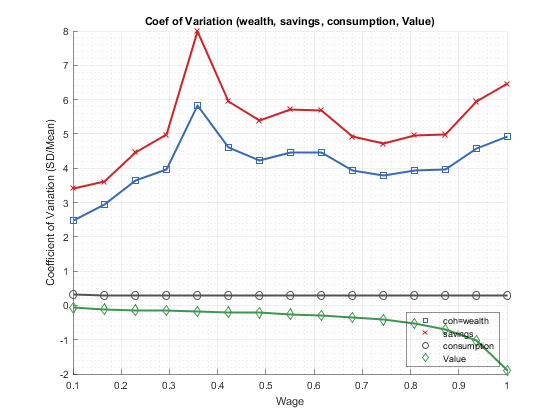 Coef of Variation (wealth, savings, consumption, Value)
Coefficient of Variation (SD/Mean)
8
7
6
5
4
3
2
1
0
-1
-2
coh=wealth
savings
consumption
Value
0.1 0.2 0.3 0.4 0.5 0.6 0.7 0.8 0.9 1
Wage